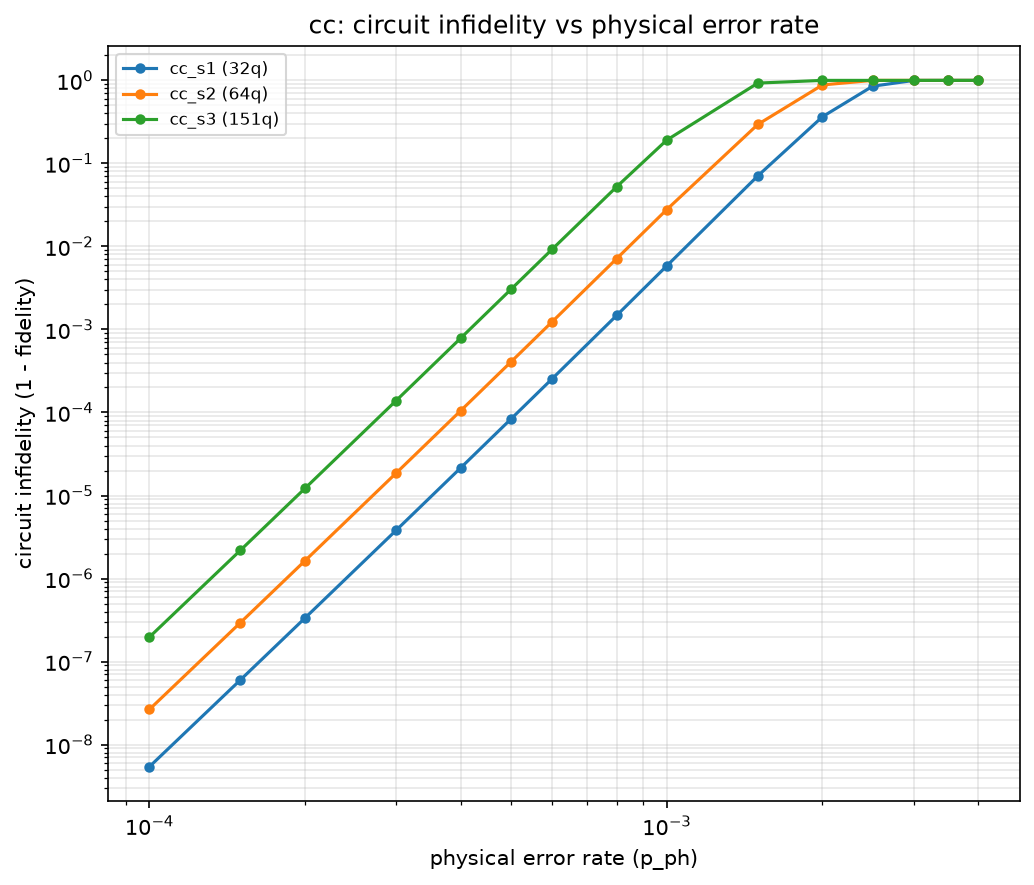 cc: circuit infidelity vs physical error rate
cc_s1 (32q)
cc_s2 (64q)
cc_s3 (151q)
10⁰
10⁻¹
10⁻²
10⁻³
10⁻⁴
10⁻⁵
10⁻⁶
10⁻⁷
10⁻⁸
circuit infidelity (1 - fidelity)
10⁻⁴
10⁻³
physical error rate (p_ph)